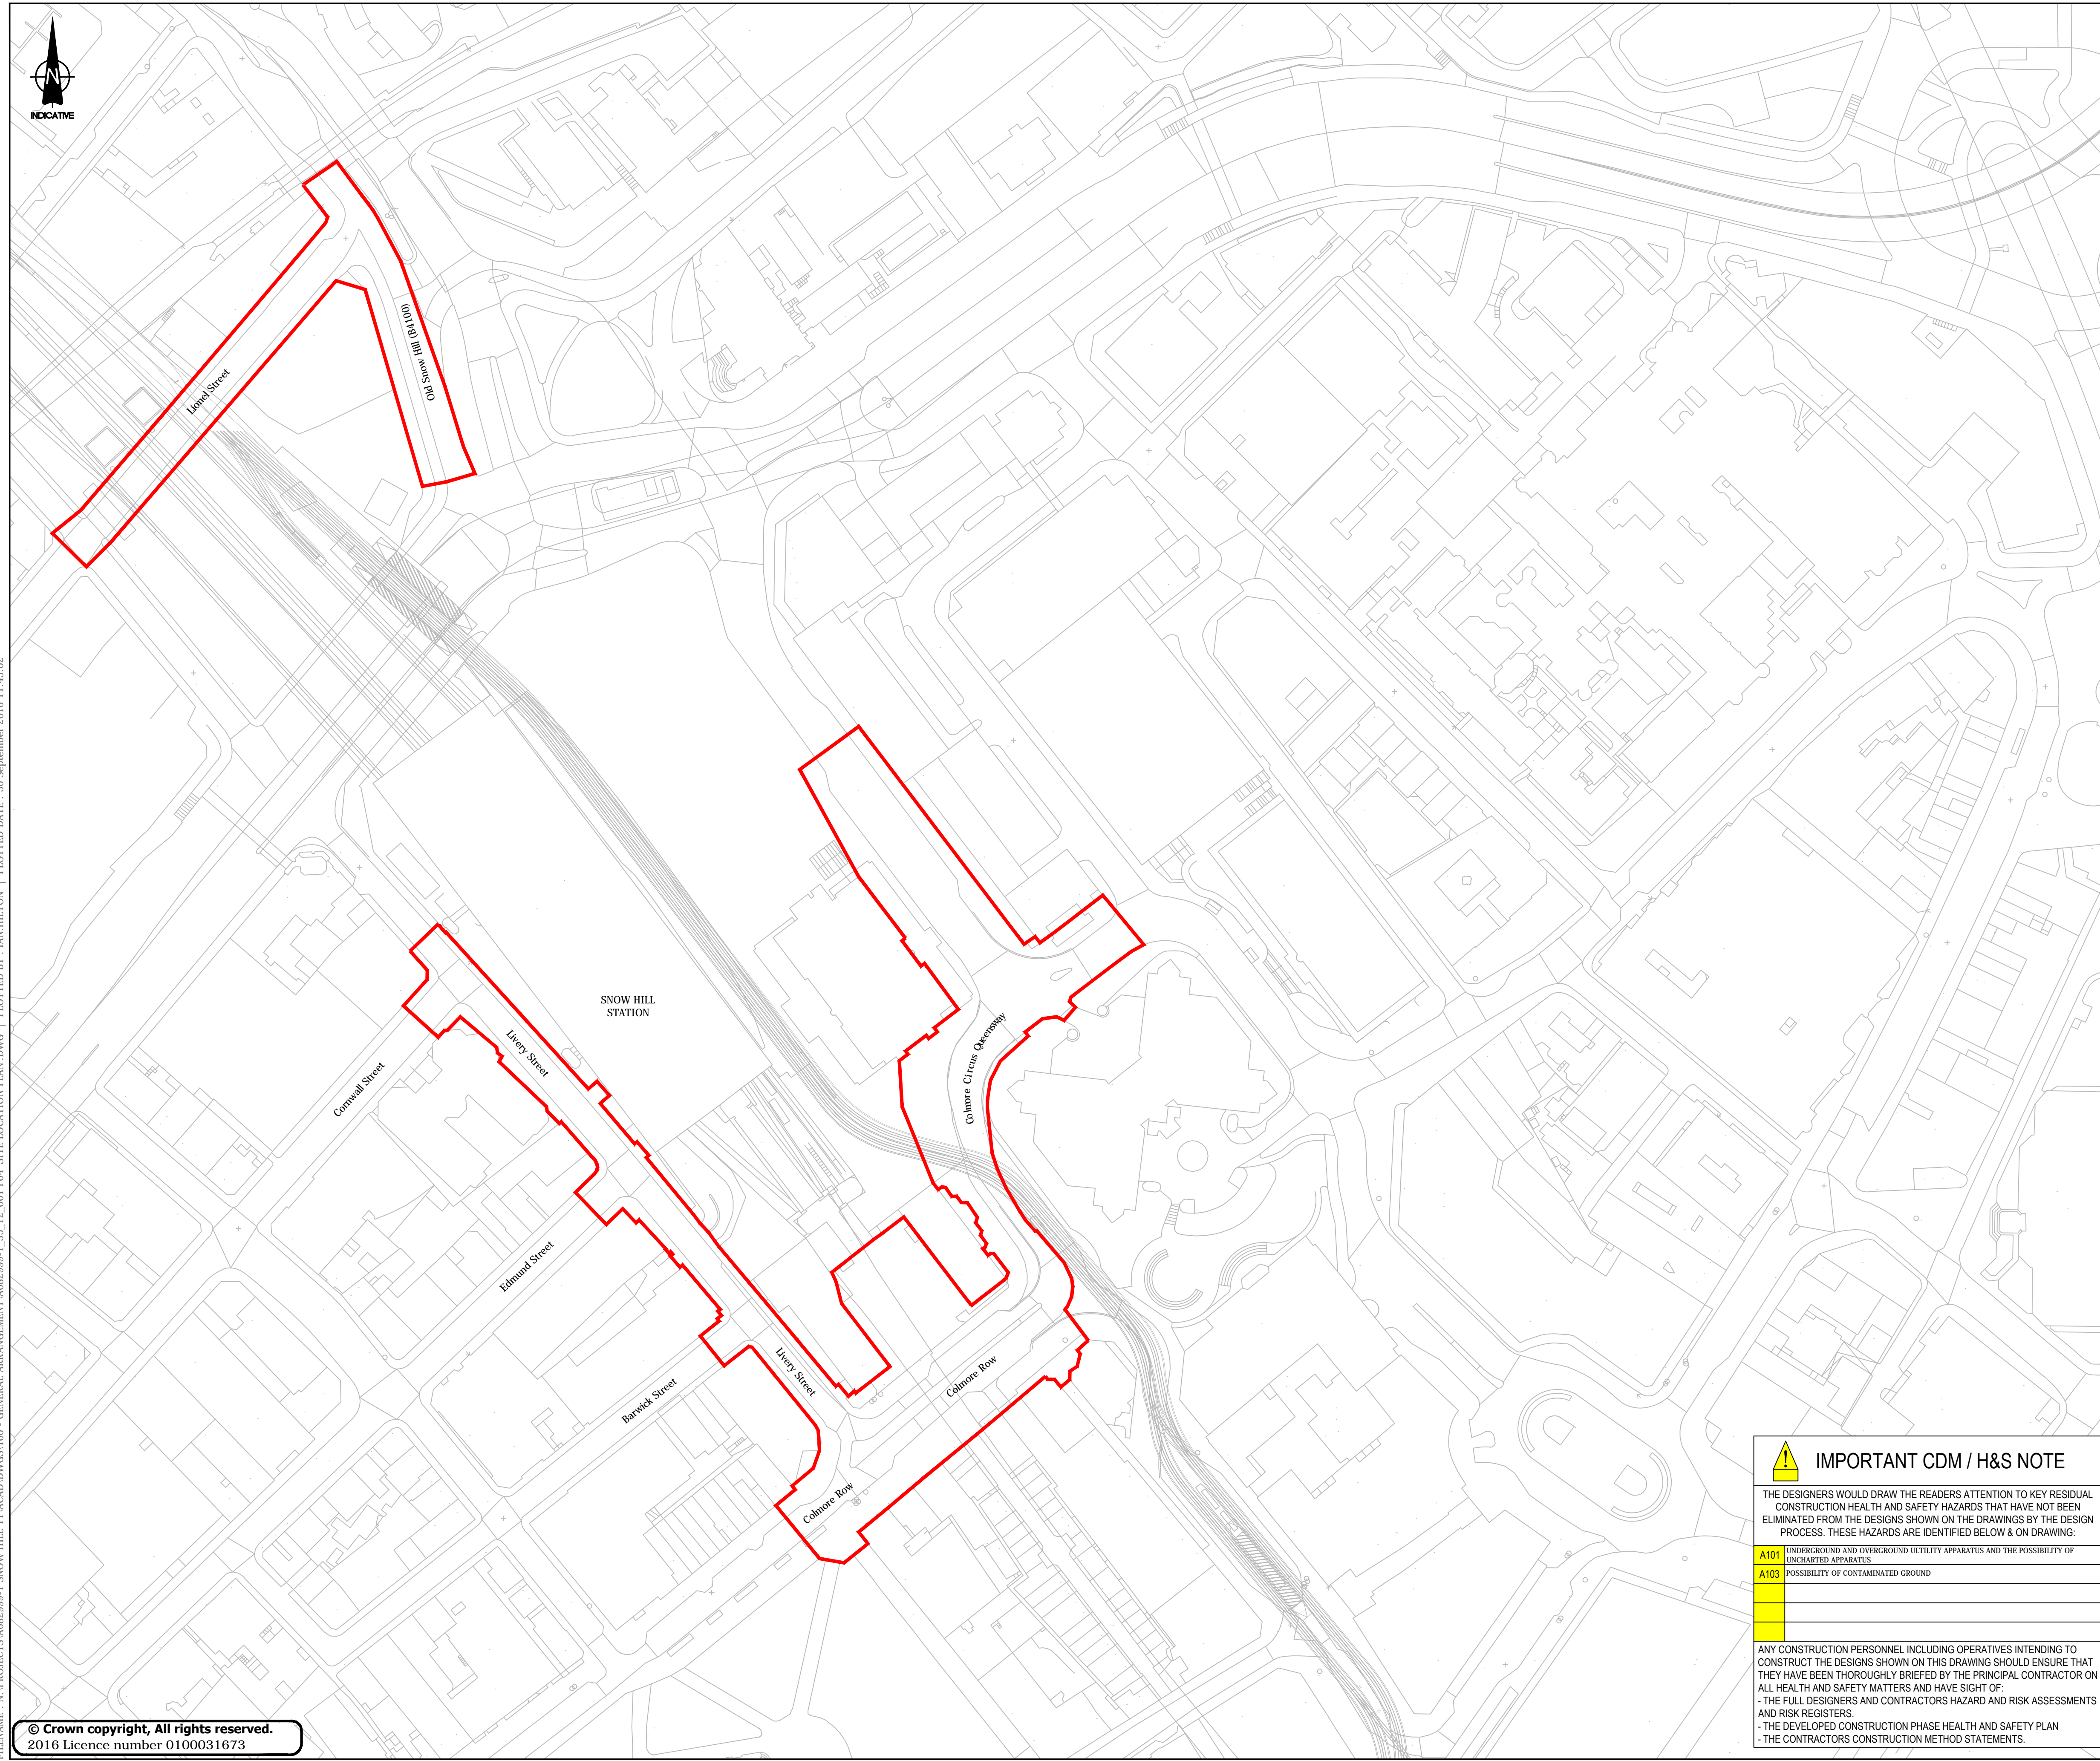 N
INDICATIVE
Old Snow Hill (B4100)
Lionel Street
SNOW HILL
STATION
Livery Street
Colmore Circus Queensway
Cornwall Street
Edmund Street
Livery Street
Colmore Row
Barwick Street
Colmore Row
! IMPORTANT CDM / H&S NOTE
THE DESIGNERS WOULD DRAW THE READERS ATTENTION TO KEY RESIDUAL
CONSTRUCTION HEALTH AND SAFETY HAZARDS THAT HAVE NOT BEEN
ELIMINATED FROM THE DESIGNS SHOWN ON THE DRAWINGS BY THE DESIGN
PROCESS. THESE HAZARDS ARE IDENTIFIED BELOW & ON DRAWING:
A101 UNDERGROUND AND OVERGROUND ULTILITY APPARATUS AND THE POSSIBILITY OF
UNCHARTED APPARATUS
A103 POSSIBILITY OF CONTAMINATED GROUND
ANY CONSTRUCTION PERSONNEL INCLUDING OPERATIVES INTENDING TO
CONSTRUCT THE DESIGNS SHOWN ON THIS DRAWING SHOULD ENSURE THAT
THEY HAVE BEEN THOROUGHLY BRIEFED BY THE PRINCIPAL CONTRACTOR ON
ALL HEALTH AND SAFETY MATTERS AND HAVE SIGHT OF:
- THE FULL DESIGNERS AND CONTRACTORS HAZARD AND RISK ASSESSMENTS
AND RISK REGISTERS.
- THE DEVELOPED CONSTRUCTION PHASE HEALTH AND SAFETY PLAN
- THE CONTRACTORS CONSTRUCTION METHOD STATEMENTS.
© Crown copyright, All rights reserved.
2016 Licence number 0100031673